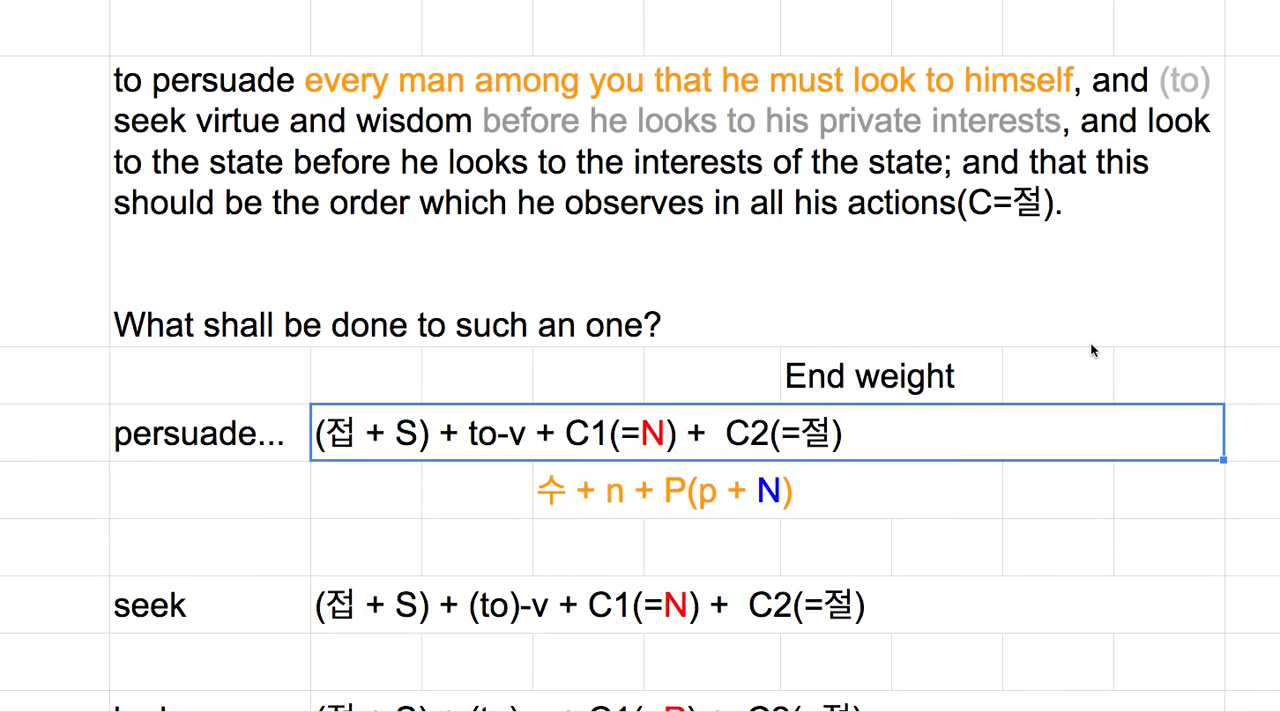 to persuade every man among you that he must look to himself, and (to)
seek virtue and wisdom before he looks to his private interests, and look
to the state before he looks to the interests of the state; and that this
should be the order which he observes in all his actions(C=절).
What shall be done to such an one?
End weight
persuade... (접 + S) + to-v + C1(=N) + C2(=절)
수 + n + P(p + N)
seek (접 + S) + (to)-v + C1(=N) + C2(=절)